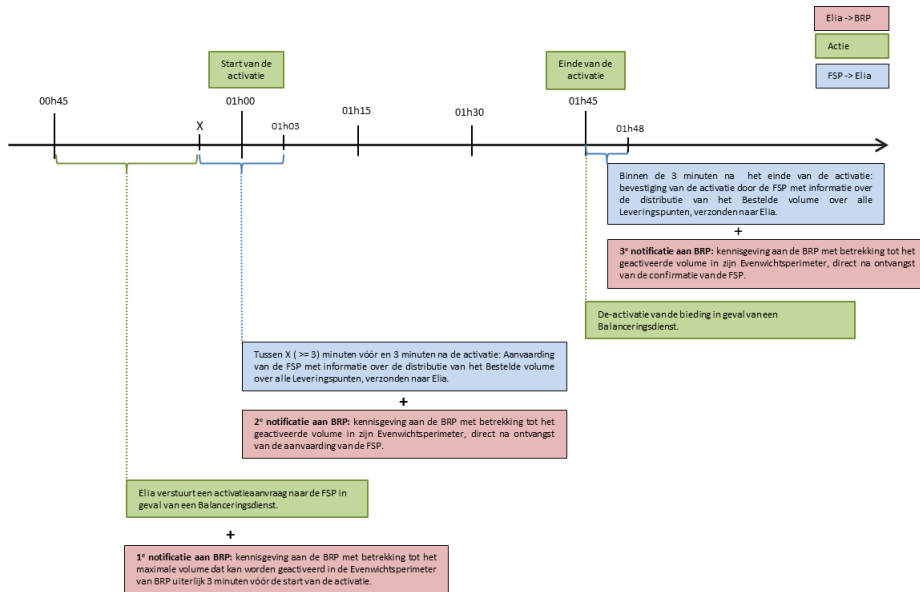 Elia ->BRP
Actie
FSP -> Elia
Start van de
activatie
Einde van de
activatie
00h45
X
01h00
01h03
01h15
01h30
01h45
01h48
Binnen de 3 minuten na het einde van de activatie:
bevestiging van de activatie door de FSP met informatie over
de distributie van het Bestelde volume over alle
Leveringspunten, verzonden naar Elia.
+
3e notificatie aan BRP: kennisgeving aan de BRP met betrekking tot het
geactiveerde volume in zijn Evenwichtsperimeter, direct na ontvangst
van de confirmatie van de FSP.
De-activatie van de bieding in geval van een
Balanceringsdienst.
Tussen X ( >= 3) minuten vóór en 3 minuten na de activatie: Aanvaarding
van de FSP met informatie over de distributie van het Bestelde volume
over alle Leveringspunten, verzonden naar Elia.
+
2e notificatie aan BRP: kennisgeving aan de BRP met betrekking tot het
geactiveerde volume in zijn Evenwichtsperimeter, direct na ontvangst
van de aanvaarding van de FSP.
Elia verstuurt een activatieaanvraag naar de FSP in
geval van een Balanceringsdienst.
+
1e notificatie aan BRP: kennisgeving aan de BRP met betrekking tot het
maximale volume dat kan worden geactiveerd in de Evenwichtsperimeter
van BRP uiterlijk 3 minuten vóór de start van de activatie.